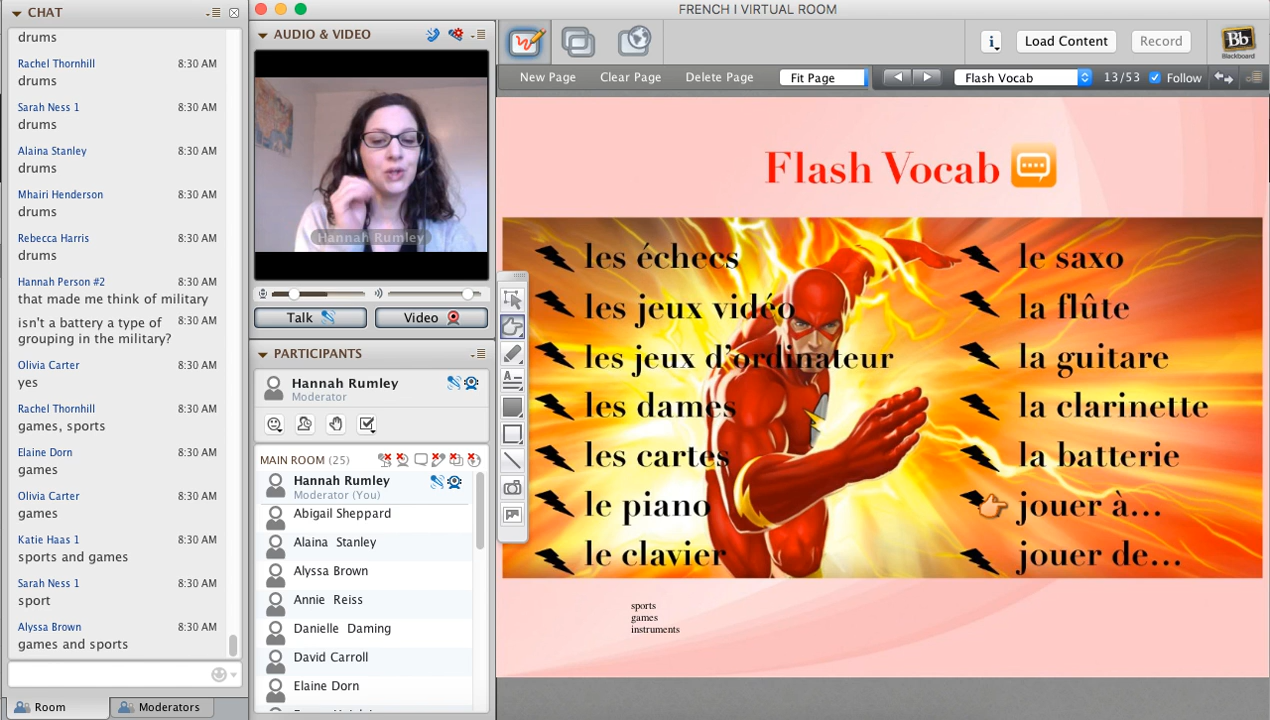 CHAT
drums
Rachel Thornhill 8:30 AM
drums
Sarah Ness 1 8:30 AM
drums
Alaina Stanley 8:30 AM
drums
Mhairi Henderson 8:30 AM
drums
Rebecca Harris 8:30 AM
drums
Hannah Person #2 8:30 AM
that made me think of military
isn't a battery a type of 8:30 AM
grouping in the military?
Olivia Carter 8:30 AM
yes
Rachel Thornhill 8:30 AM
games, sports
Elaine Dorn 8:30 AM
games
Olivia Carter 8:30 AM
games
Katie Haas 1 8:30 AM
sports and games
Sarah Ness 1 8:30 AM
sport
Alyssa Brown 8:30 AM
games and sports
Room
Moderators
AUDIO & VIDEO
Hannah Rumley
Talk
Video
PARTICIPANTS
Hannah Rumley
Moderator
MAIN ROOM (25)
Hannah Rumley
Moderator (You)
Abigail Sheppard
Alaina Stanley
Alyssa Brown
Annie Reiss
Danielle Daming
David Carroll
Elaine Dorn
FRENCH I VIRTUAL ROOM
i
Load Content
Record
Bb
Blackboard
New Page
Clear Page
Delete Page
Fit Page
Flash Vocab
13/53
Follow
Flash Vocab
les échecs
les jeux vidéo
les jeux d'ordinateur
les dames
les cartes
le piano
le clavier
le saxo
la flûte
la guitare
la clarinette
la batterie
jouer à...
jouer de...
sports
games
instruments